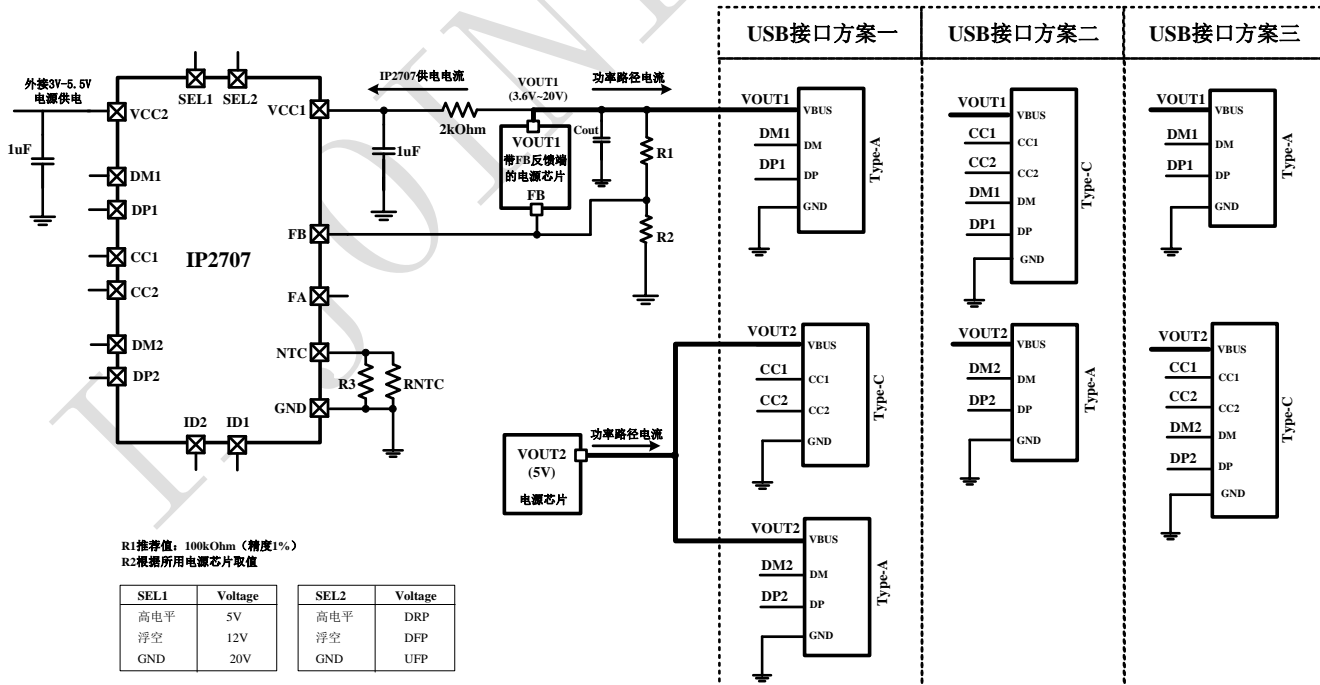 USB接口方案一
USB接口方案二
USB接口方案三
外接3V-5.5V
电源供电
VCC2
1uF
SEL1
SEL2
DM1
DP1
CC1
CC2
DM2
DP2
ID2
ID1
IP2707
VCC1
FB
FA
NTC
GND
IP2707供电电流
2kOhm
1uF
VOUT1
(3.6V~20V)
VOUT1
带FB反馈端
的电源芯片
FB
功率路径电流
Cout
R1
R2
R3
RNTC
VOUT2
(5V)
电源芯片
功率路径电流
VOUT1
VBUS
DM1
DM
DP1
DP
GND
Type-A
VOUT2
VBUS
CC1
CC1
CC2
CC2
GND
Type-C
VOUT2
VBUS
DM2
DM
DP2
DP
GND
Type-A
VOUT1
VBUS
CC1
CC1
CC2
CC2
DM1
DM
DP1
DP
GND
Type-C
VOUT2
VBUS
DM2
DM
DP2
DP
GND
Type-A
VOUT1
VBUS
DM1
DM
DP1
DP
GND
Type-A
VOUT2
VBUS
CC1
CC1
CC2
CC2
DM2
DM
DP2
DP
GND
Type-C
R1推荐值：100kOhm（精度1%）
R2根据所用电源芯片取值
SEL1 Voltage
高电平 5V
浮空 12V
GND 20V
SEL2 Voltage
高电平 DRP
浮空 DFP
GND UFP